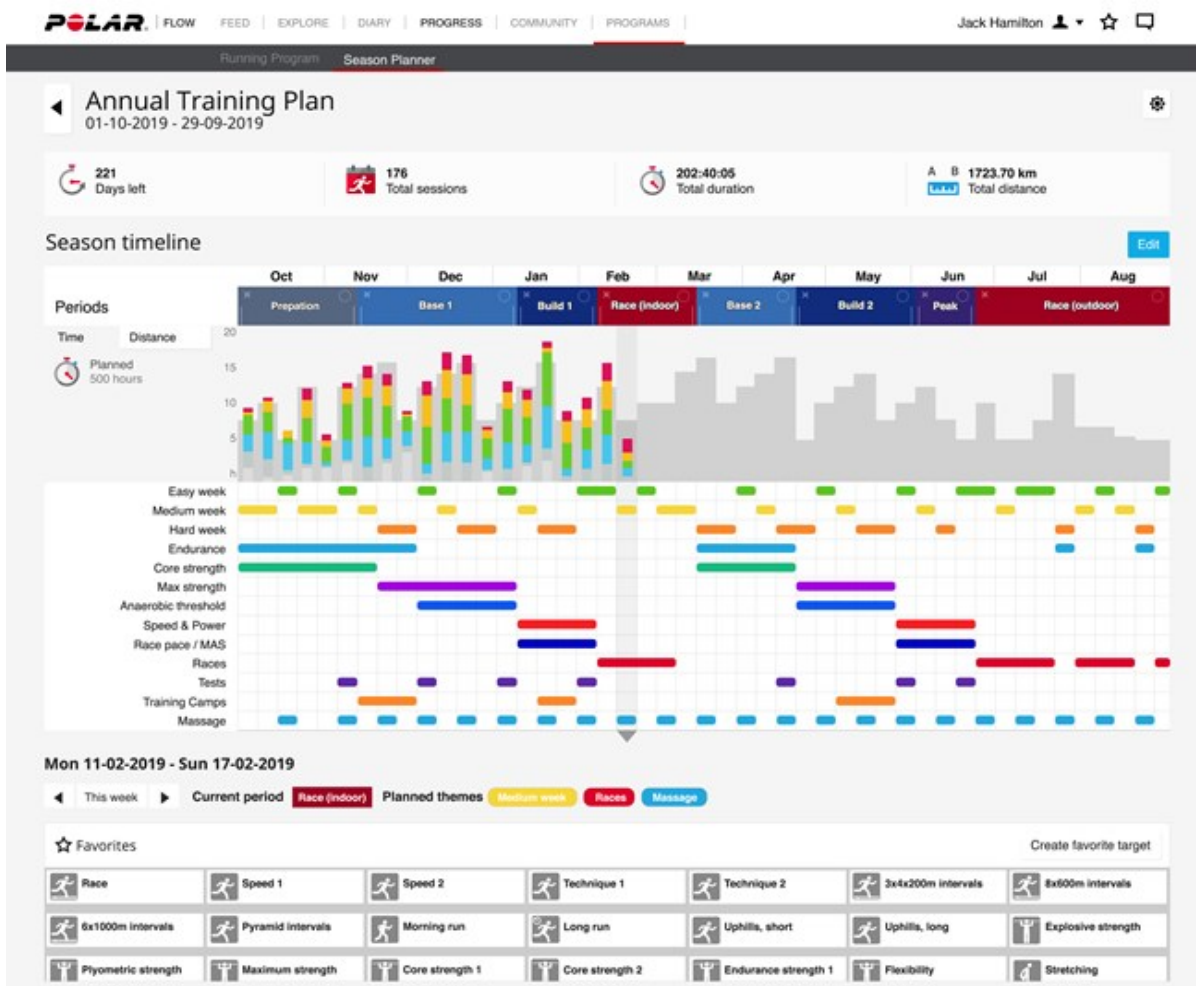 POLAR. FLOW FEED EXPLORE DIARY PROGRESS COMMUNITY PROGRAMS Jack Hamilton
Running Program Season Planner
Annual Training Plan
01-10-2019 - 29-09-2019
221
Days left
176
Total sessions
202:40:05
Total duration
A B 1723.70 km
Total distance
Season timeline Edit
Oct Nov Dec Jan Feb Mar Apr May Jun Jul Aug
Periods Prepation Base 1 Build 1 Race (indoor) Base 2 Build 2 Peak Race (outdoor)
Time Distance
Planned
500 hours
20
15
10
5
h
Easy week
Medium week
Hard week
Endurance
Core strength
Max strength
Anaerobic threshold
Speed & Power
Race pace / MAS
Races
Tests
Training Camps
Massage
Mon 11-02-2019 - Sun 17-02-2019
This week Current period Race (indoor) Planned themes Medium week Races Massage
Favorites Create favorite target
Race Speed 1 Speed 2 Technique 1 Technique 2 3x4x200m intervals 8x600m intervals
6x1000m intervals Pyramid intervals Morning run Long run Uphills, short Uphills, long Explosive strength
Plyometric strength Maximum strength Core strength 1 Core strength 2 Endurance strength 1 Flexibility Stretching